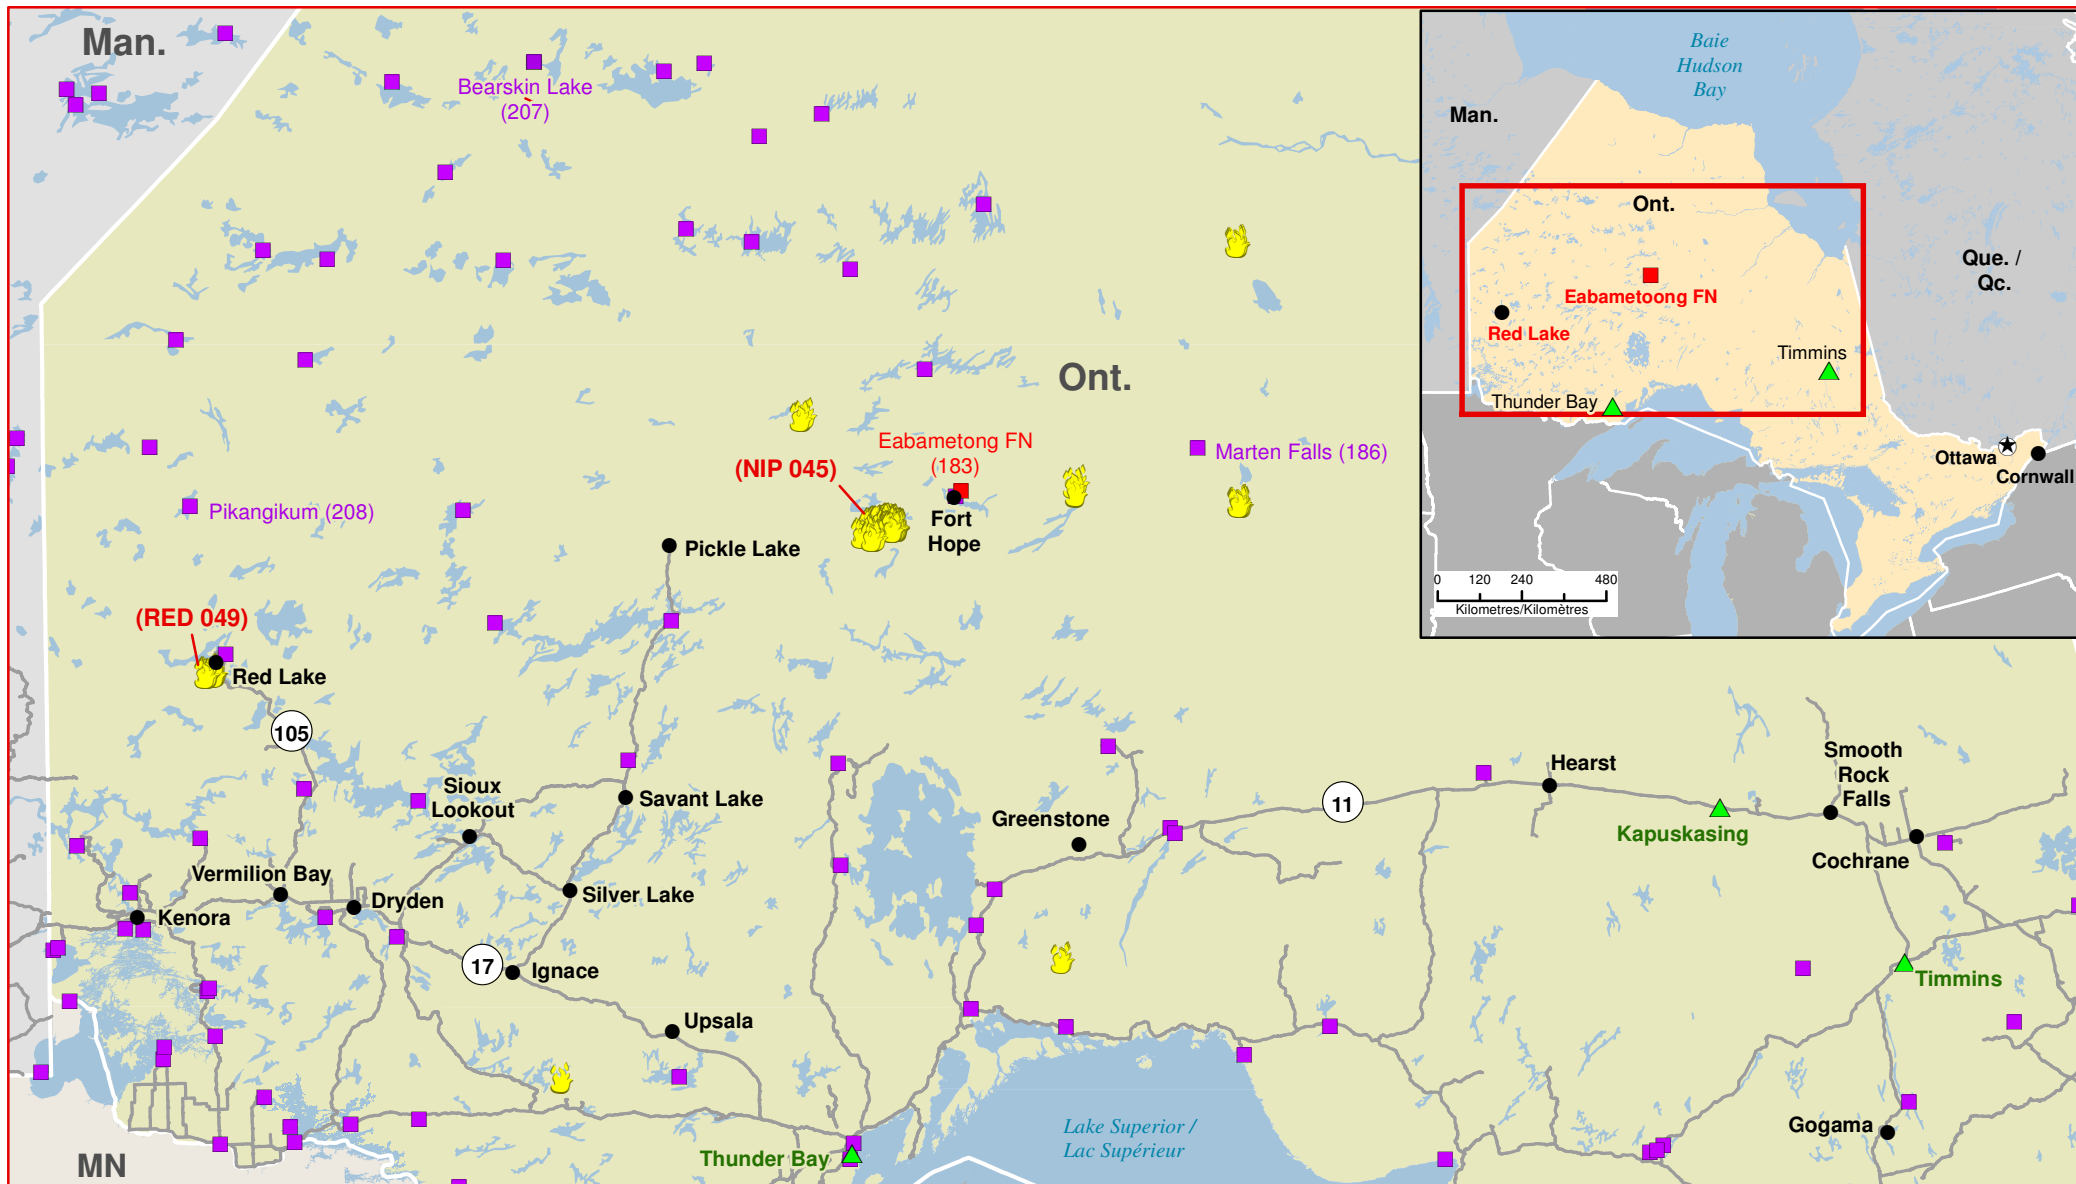 Man.
Bearskin Lake
(207)
Ont.
Eabametong FN
(183)
(NIP 045)
Marten Falls (186)
Pikangikum (208)
Fort
Hope
Pickle Lake
(RED 049)
Red Lake
105
Sioux
Lookout
Savant Lake
Greenstone
11
Hearst
Smooth
Rock
Falls
Kapuskasing
Cochrane
Vermilion Bay
Dryden
Silver Lake
Kenora
17
Ignace
Timmins
Upsala
Lake Superior /
Lac Supérieur
Gogama
Thunder Bay
MN
Baie
Hudson
Bay
Man.
Ont.
Que. /
Qc.
Eabametoong FN
Red Lake
Timmins
Thunder Bay
Ottawa
Cornwall
0 120 240 480
Kilometres/Kilomètres